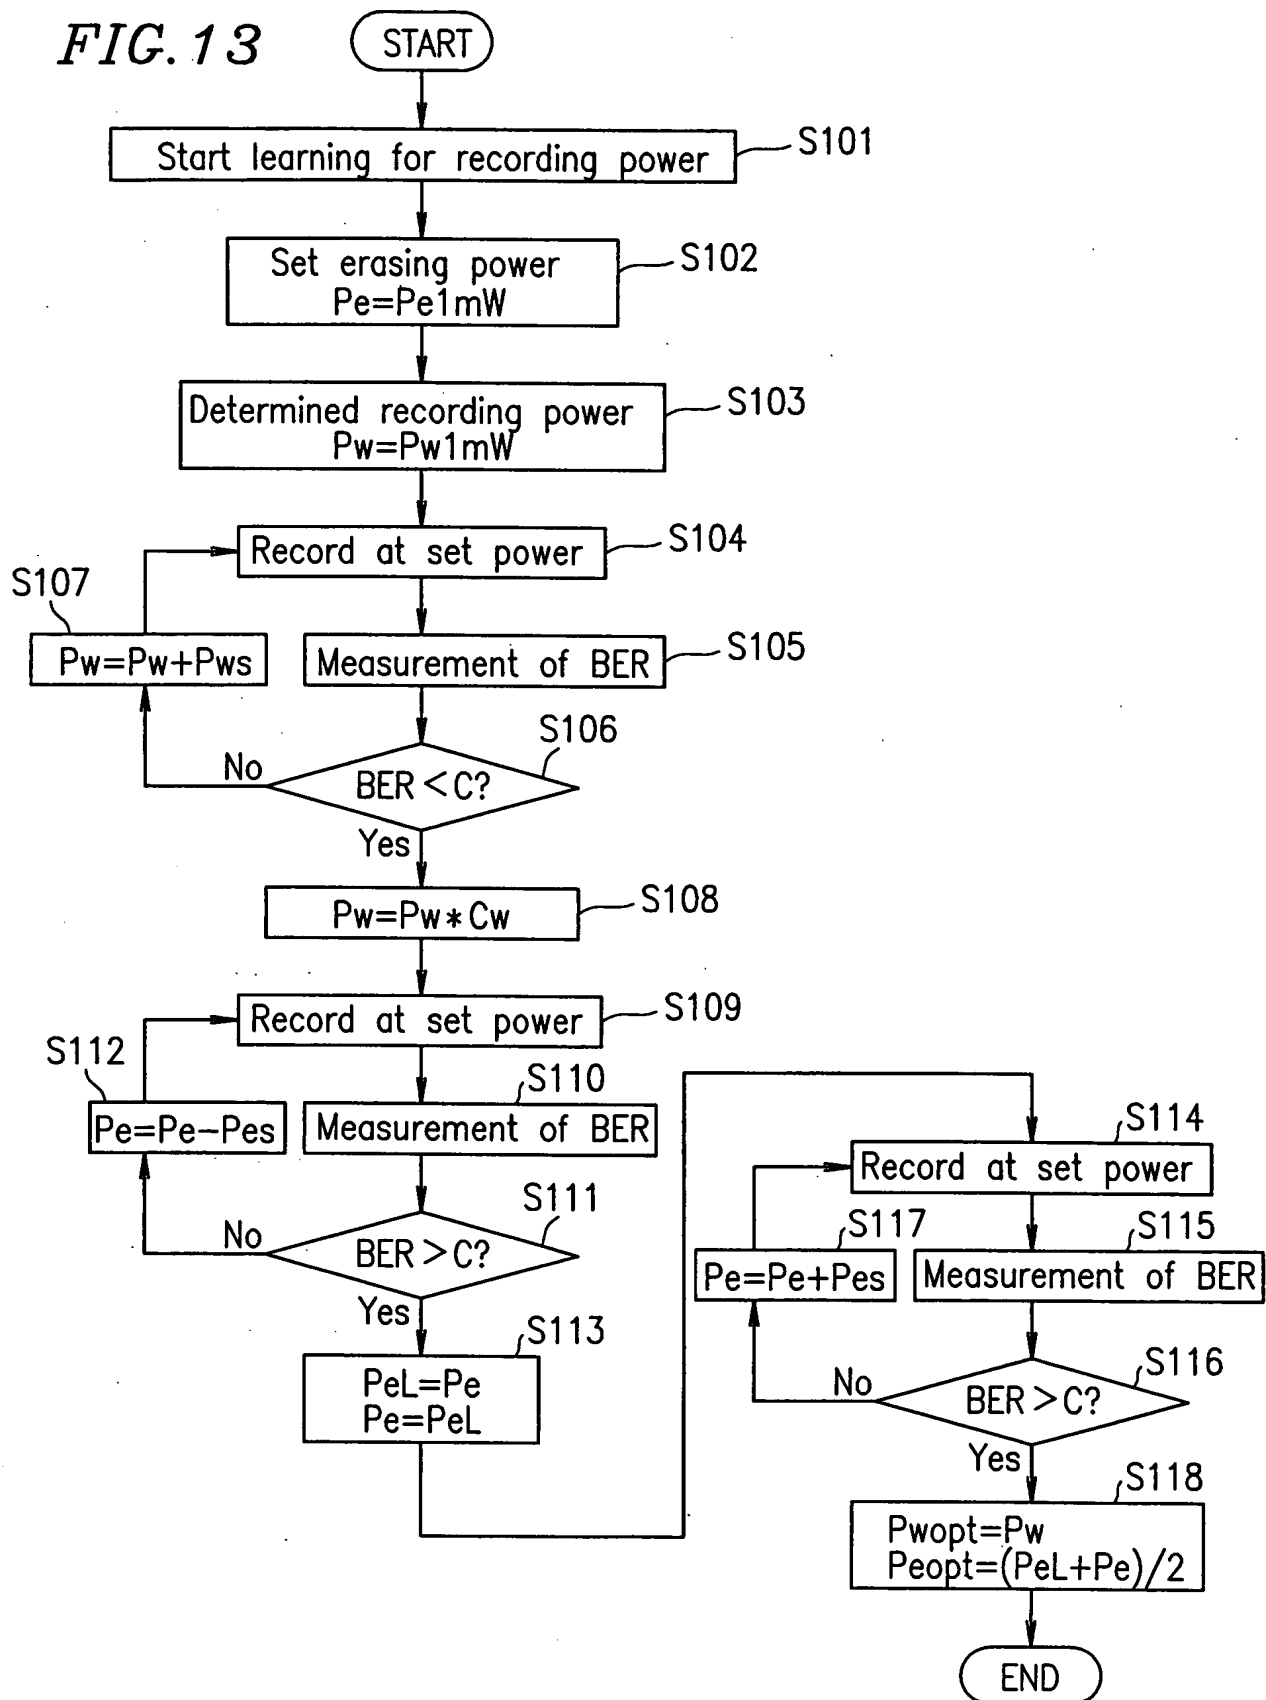 FIG.13
START
Start learning for recording power
S101
Set erasing power
Pe=Pe1mW
S102
Determined recording power
Pw=Pw1mW
S103
Record at set power
S104
S107
Pw=Pw+Pws
Measurement of BER
S105
S106
BER<C?
No
Yes
Pw=Pw*Cw
S108
Record at set power
S109
S112
Pe=Pe-Pes
S110
Measurement of BER
S111
BER>C?
No
Yes
S113
PeL=Pe
Pe=PeL
S114
Record at set power
S117
Pe=Pe+Pes
S115
Measurement of BER
S116
BER>C?
No
Yes
S118
Pwopt=Pw
Peopt=(PeL+Pe)/2
END